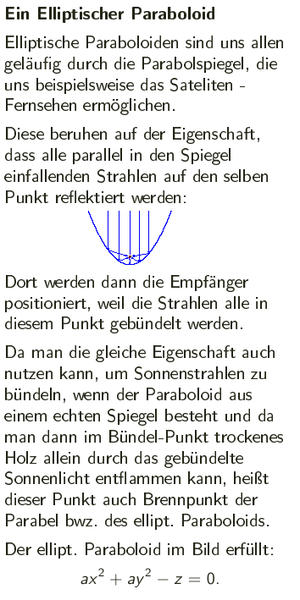 Ein Elliptischer Paraboloid
Elliptische Paraboloiden sind uns allen
geläufig durch die Parabolspiegel, die
uns beispielsweise das Sateliten -
Fernsehen ermöglichen.
Diese beruhen auf der Eigenschaft,
dass alle parallel in den Spiegel
einfallenden Strahlen auf den selben
Punkt reflektiert werden:
Dort werden dann die Empfänger
positioniert, weil die Strahlen alle in
diesem Punkt gebündelt werden.
Da man die gleiche Eigenschaft auch
nutzen kann, um Sonnenstrahlen zu
bündeln, wenn der Paraboloid aus
einem echten Spiegel besteht und da
man dann im Bündel-Punkt trockenes
Holz allein durch das gebündelte
Sonnenlicht entflammen kann, heißt
dieser Punkt auch Brennpunkt der
Parabel bwz. des ellipt. Paraboloids.
Der ellipt. Paraboloid im Bild erfüllt:
ax² + ay² − z = 0.